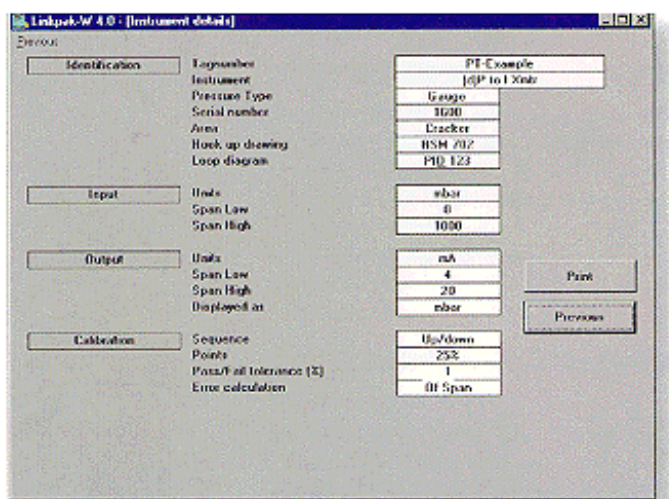 Linkpak-W 4.0 - [Instrument details]
Previous
Identification
Tagnumber PT-Example
Instrument (d)P to I Xmtr
Pressure Type Gauge
Serial number 1600
Area Cracker
Hook up drawing 702
Loop diagram PID 123
Input
Units mbar
Span Low 0
Span High 1000
Output
Units mA
Span Low 4
Span High 20
Displayed as mbar
Print
Previous
Calibration
Sequence Up/down
Points 25%
Pass/Fail tolerance (%) 1
Error calculation Of Span